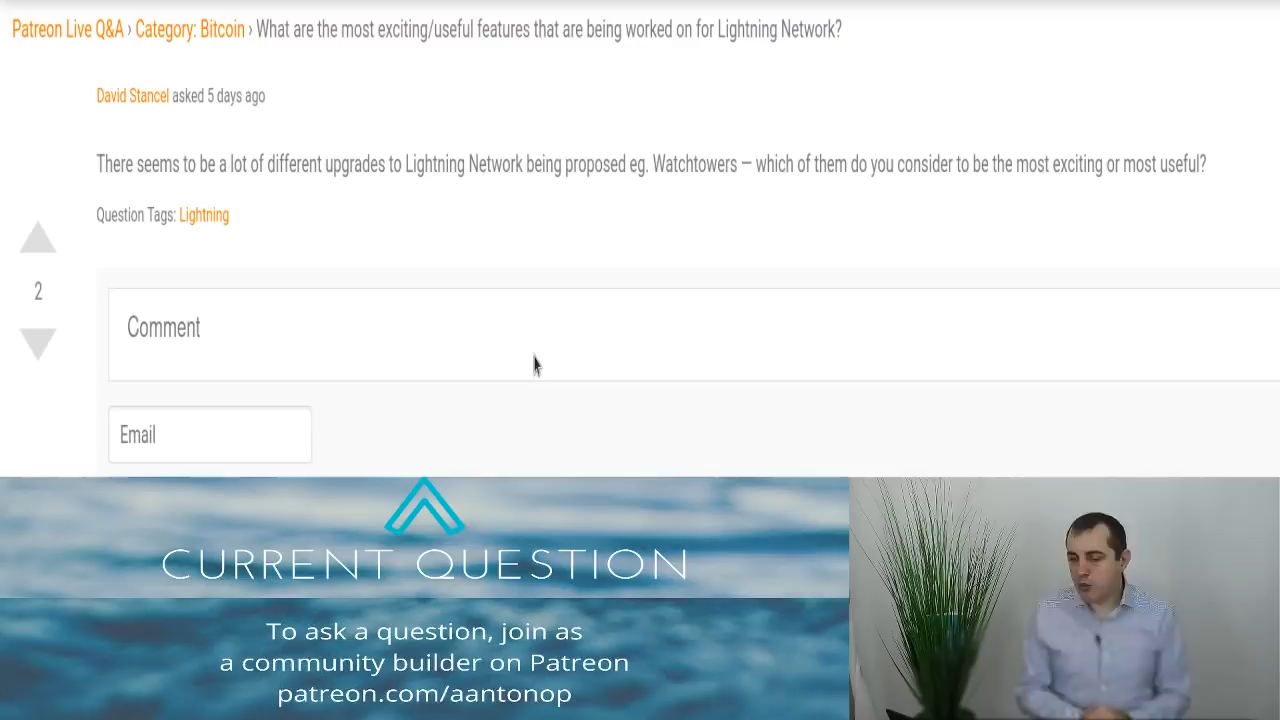 Patreon Live Q&A › Category: Bitcoin › What are the most exciting/useful features that are being worked on for Lightning Network?
David Stancel asked 5 days ago
There seems to be a lot of different upgrades to Lightning Network being proposed eg. Watchtowers – which of them do you consider to be the most exciting or most useful?
Question Tags: Lightning
2
Comment
Email
CURRENT QUESTION
To ask a question, join as
a community builder on Patreon
patreon.com/aantonop